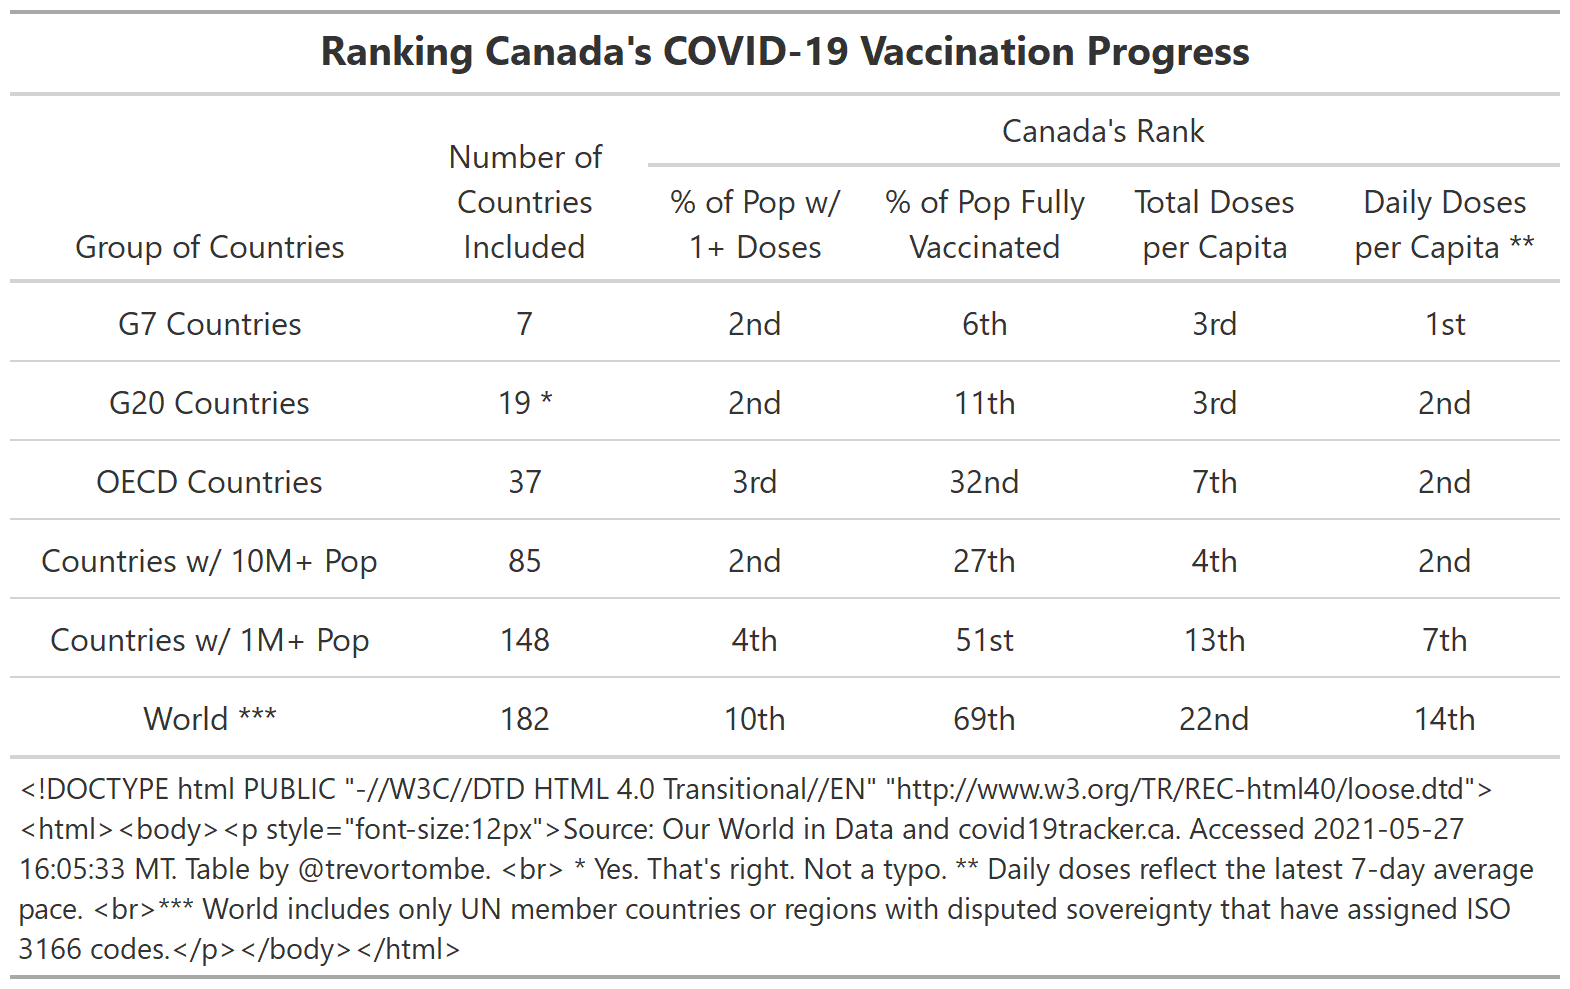 Ranking Canada's COVID-19 Vaccination Progress
Canada's Rank
Group of Countries
Number of
Countries
Included
% of Pop w/
1+ Doses
% of Pop Fully
Vaccinated
Total Doses
per Capita
Daily Doses
per Capita **
G7 Countries 7 2nd 6th 3rd 1st
G20 Countries 19 * 2nd 11th 3rd 2nd
OECD Countries 37 3rd 32nd 7th 2nd
Countries w/ 10M+ Pop 85 2nd 27th 4th 2nd
Countries w/ 1M+ Pop 148 4th 51st 13th 7th
World *** 182 10th 69th 22nd 14th
<!DOCTYPE html PUBLIC "-//W3C//DTD HTML 4.0 Transitional//EN" "http://www.w3.org/TR/REC-html40/loose.dtd">
<html><body><p style="font-size:12px">Source: Our World in Data and covid19tracker.ca. Accessed 2021-05-27
16:05:33 MT. Table by @trevortombe. <br> * Yes. That's right. Not a typo. ** Daily doses reflect the latest 7-day average
pace. <br>*** World includes only UN member countries or regions with disputed sovereignty that have assigned ISO
3166 codes.</p></body></html>